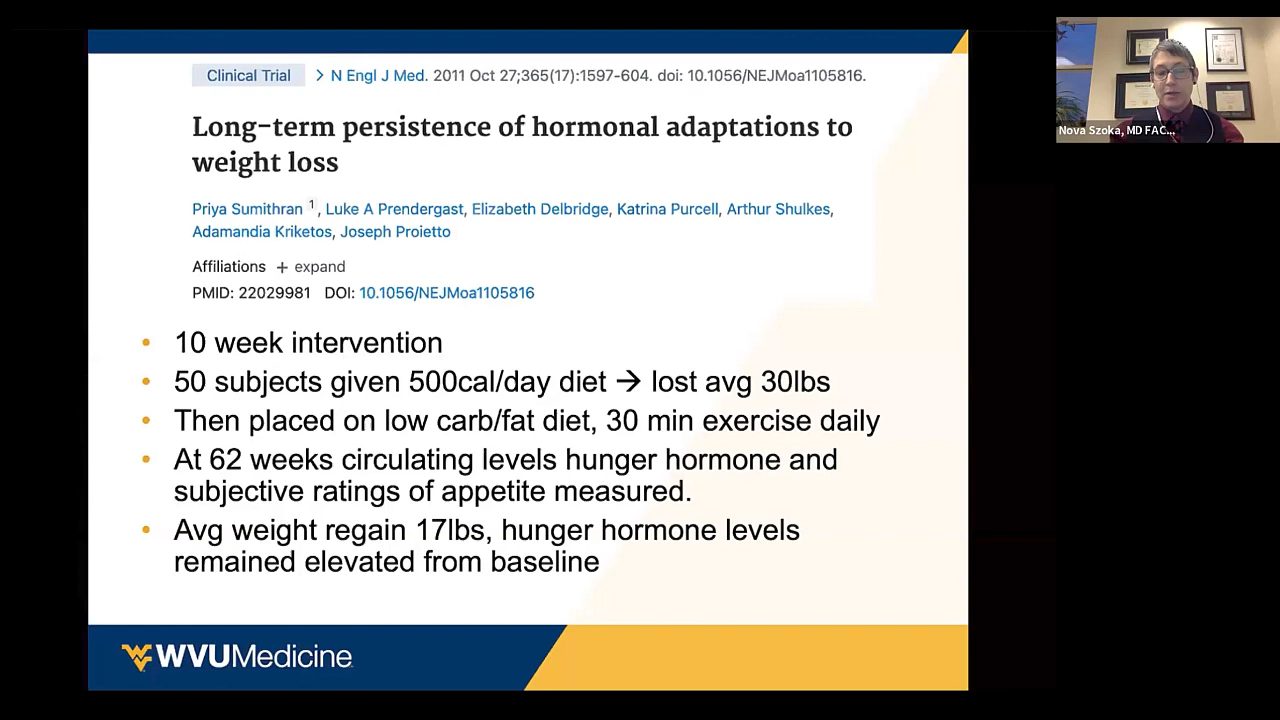 Clinical Trial > N Engl J Med. 2011 Oct 27;365(17):1597-604. doi: 10.1056/NEJMoa1105816.
Long-term persistence of hormonal adaptations to
weight loss
Priya Sumithran 1, Luke A Prendergast, Elizabeth Delbridge, Katrina Purcell, Arthur Shulkes,
Adamandia Kriketos, Joseph Proietto
Affiliations + expand
PMID: 22029981 DOI: 10.1056/NEJMoa1105816
• 10 week intervention
• 50 subjects given 500cal/day diet → lost avg 30lbs
• Then placed on low carb/fat diet, 30 min exercise daily
• At 62 weeks circulating levels hunger hormone and
subjective ratings of appetite measured.
• Avg weight regain 17lbs, hunger hormone levels
remained elevated from baseline
WVUMedicine
Nova Szoka, MD FAC...